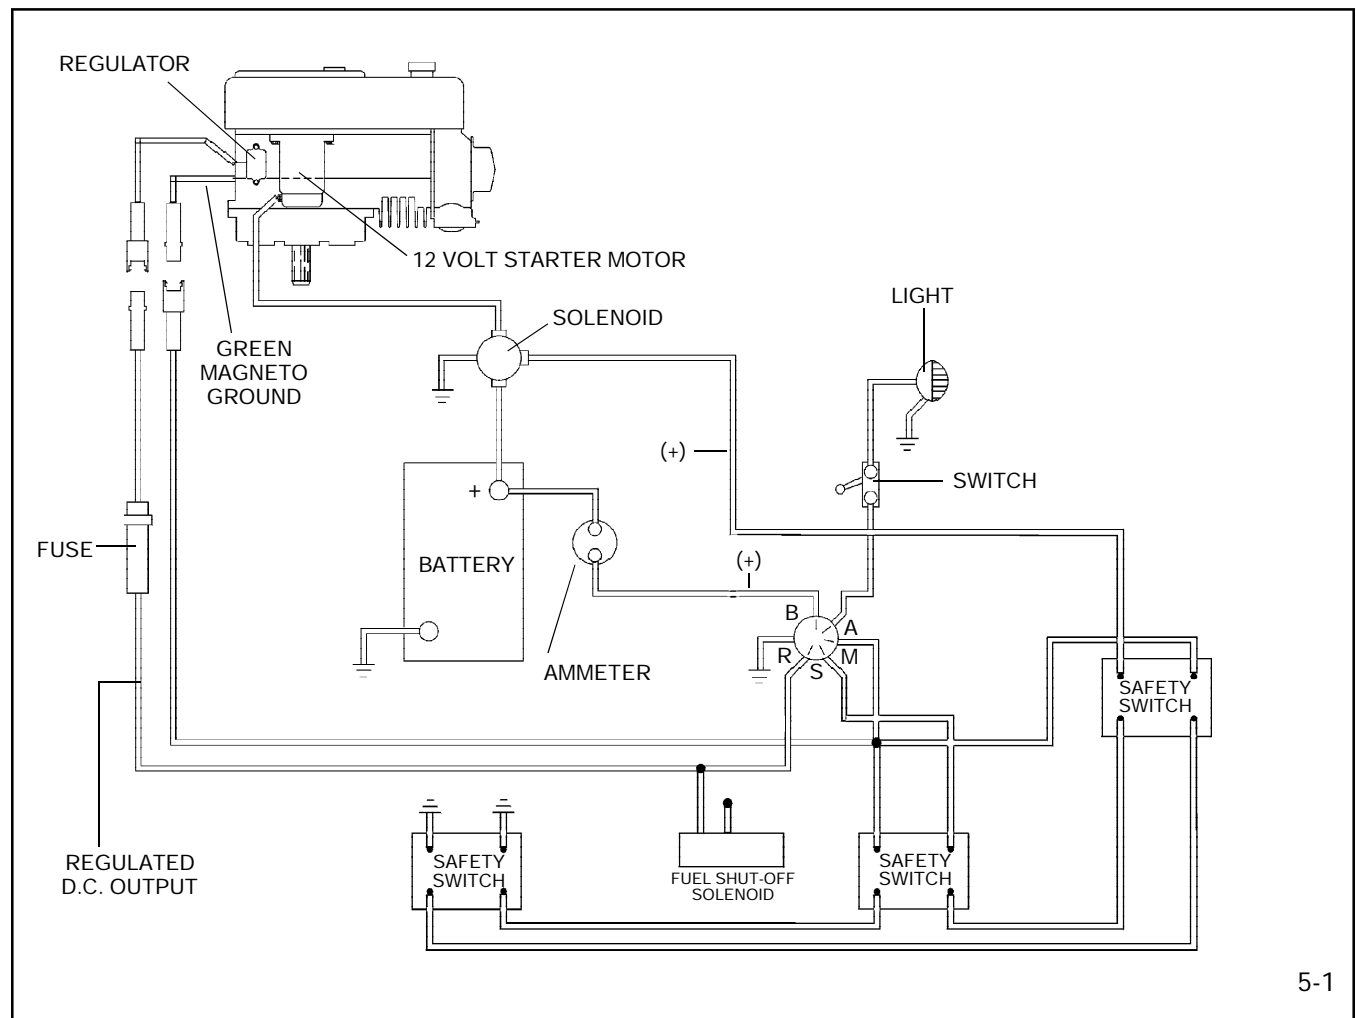 REGULATOR
12 VOLT STARTER MOTOR
LIGHT
SOLENOID
GREEN
MAGNETO
GROUND
(+)
SWITCH
+
FUSE
BATTERY
(+)
B
A
R
M
S
AMMETER
SAFETY
SWITCH
REGULATED
D.C. OUTPUT
SAFETY
SWITCH
FUEL SHUT-OFF
SOLENOID
SAFETY
SWITCH
5-1